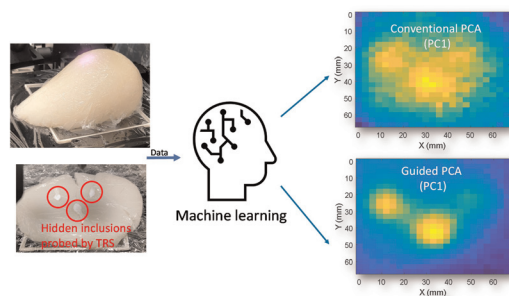 Hidden inclusions
probed by TRS
Data
Machine learning
Conventional PCA
(PC1)
Y (mm)
0
10
20
30
40
50
60
0 10 20 30 40 50 60
X (mm)
Guided PCA
(PC1)
Y (mm)
0
10
20
30
40
50
60
0 10 20 30 40 50 60
X (mm)